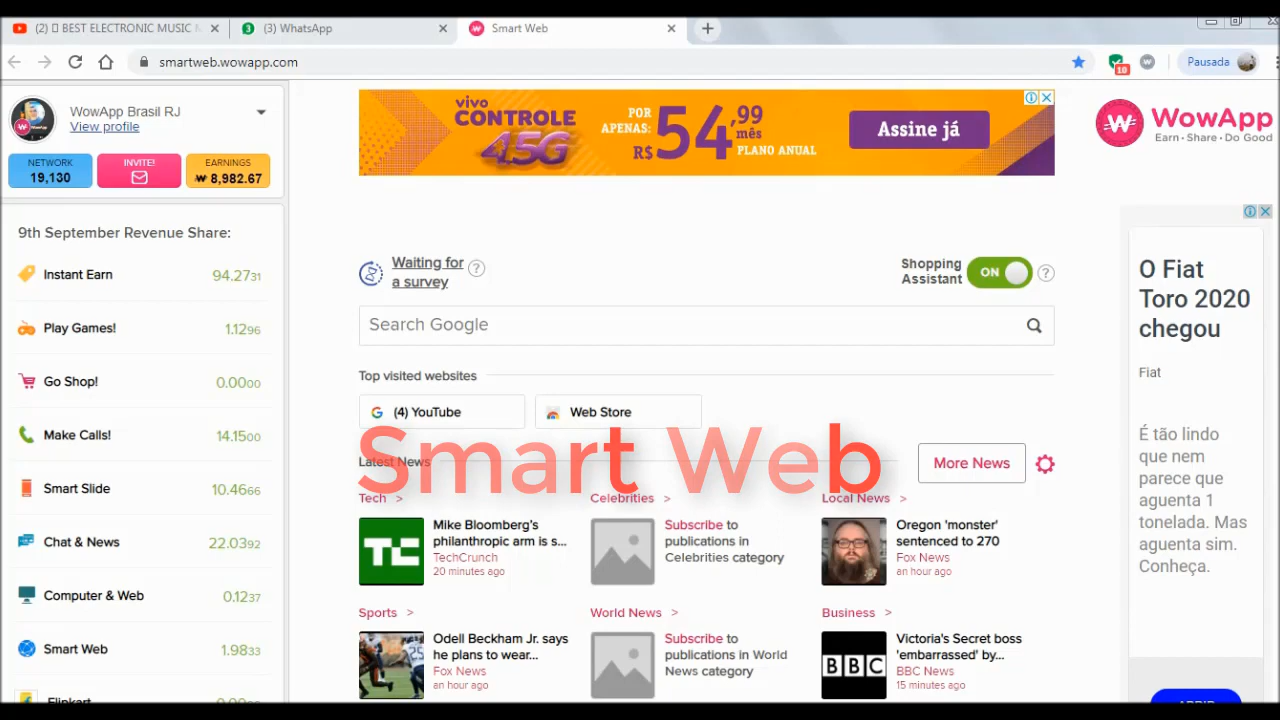 (2) BEST ELECTRONIC MUSIC
(3) WhatsApp
Smart Web
smartweb.wowapp.com
10
Pausada
WowApp Brasil RJ
View profile
NETWORK
19,130
INVITE!
EARNINGS
8,982.67
vivo
CONTROLE
4,5G
POR
APENAS:
R$
54,99
mês
PLANO ANUAL
Assine já
WowApp
Earn • Share • Do Good
9th September Revenue Share:
Instant Earn 94.2731
Play Games! 1.1296
Go Shop! 0.0000
Make Calls! 14.1500
Smart Slide 10.4666
Chat & News 22.0392
Computer & Web 0.1237
Smart Web 1.9833
Flipkart
Waiting for
a survey
Shopping
Assistant
ON
Search Google
Top visited websites
(4) YouTube
Web Store
Smart Web
Latest News
More News
Tech >
Mike Bloomberg's
philanthropic arm is s...
TechCrunch
20 minutes ago
Celebrities >
Subscribe to
publications in
Celebrities category
Local News >
Oregon 'monster'
sentenced to 270
Fox News
an hour ago
Sports >
Odell Beckham Jr. says
he plans to wear...
Fox News
an hour ago
World News >
Subscribe to
publications in World
News category
Business >
BBC
Victoria's Secret boss
'embarrassed' by...
BBC News
15 minutes ago
O Fiat
Toro 2020
chegou
Fiat
É tão lindo
que nem
parece que
aguenta 1
tonelada. Mas
aguenta sim.
Conheça.